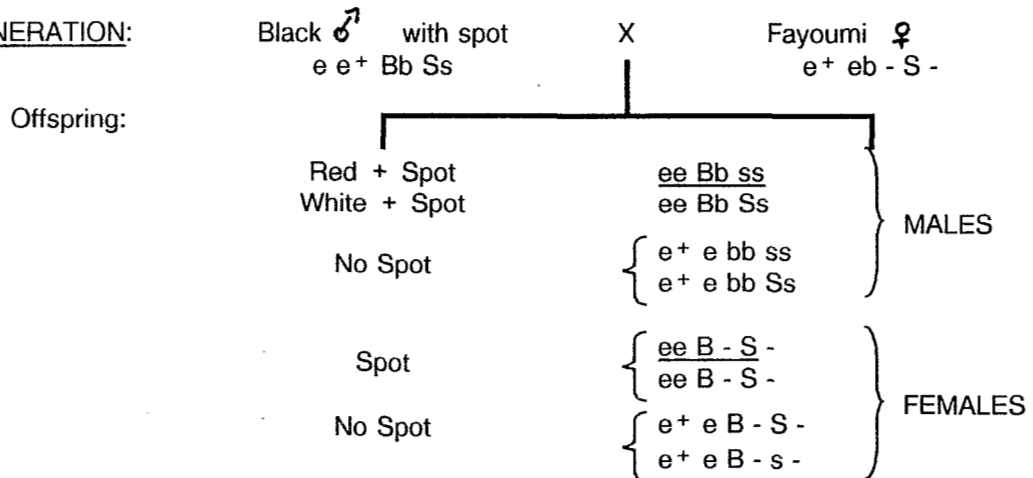 NERATION:
Black ♂ with spot X Fayoumi ♀
e e+ Bb Ss e+ eb - S -
Offspring:
Red + Spot ee Bb ss
White + Spot ee Bb Ss
MALES
No Spot e+ e bb ss
e+ e bb Ss
Spot ee B - S -
ee B - S -
FEMALES
No Spot e+ e B - S -
e+ e B - s -